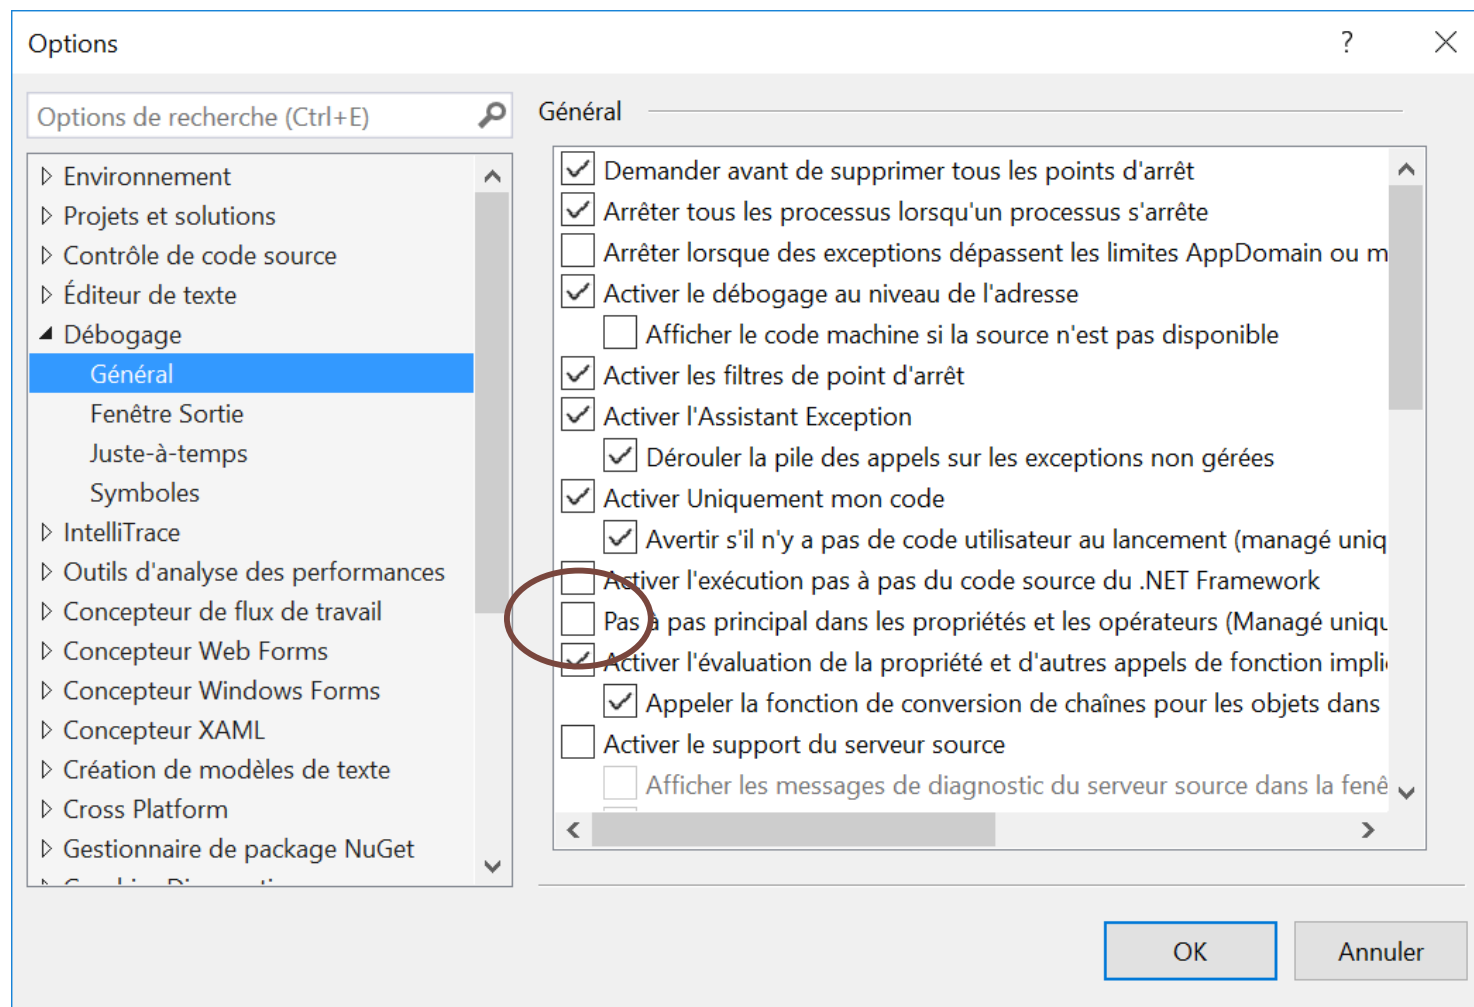 Options
?
Options de recherche (Ctrl+E)
Environnement
Projets et solutions
Contrôle de code source
Éditeur de texte
Débogage
Général
Fenêtre Sortie
Juste-à-temps
Symboles
IntelliTrace
Outils d'analyse des performances
Concepteur de flux de travail
Concepteur Web Forms
Concepteur Windows Forms
Concepteur XAML
Création de modèles de texte
Cross Platform
Gestionnaire de package NuGet
Général
Demander avant de supprimer tous les points d'arrêt
Arrêter tous les processus lorsqu'un processus s'arrête
Arrêter lorsque des exceptions dépassent les limites AppDomain ou m
Activer le débogage au niveau de l'adresse
Afficher le code machine si la source n'est pas disponible
Activer les filtres de point d'arrêt
Activer l'Assistant Exception
Dérouler la pile des appels sur les exceptions non gérées
Activer Uniquement mon code
Avertir s'il n'y a pas de code utilisateur au lancement (managé uniq
Activer l'exécution pas à pas du code source du .NET Framework
Pas à pas principal dans les propriétés et les opérateurs (Managé uniqu
Activer l'évaluation de la propriété et d'autres appels de fonction impli
Appeler la fonction de conversion de chaînes pour les objets dans
Activer le support du serveur source
Afficher les messages de diagnostic du serveur source dans la fenê
OK
Annuler